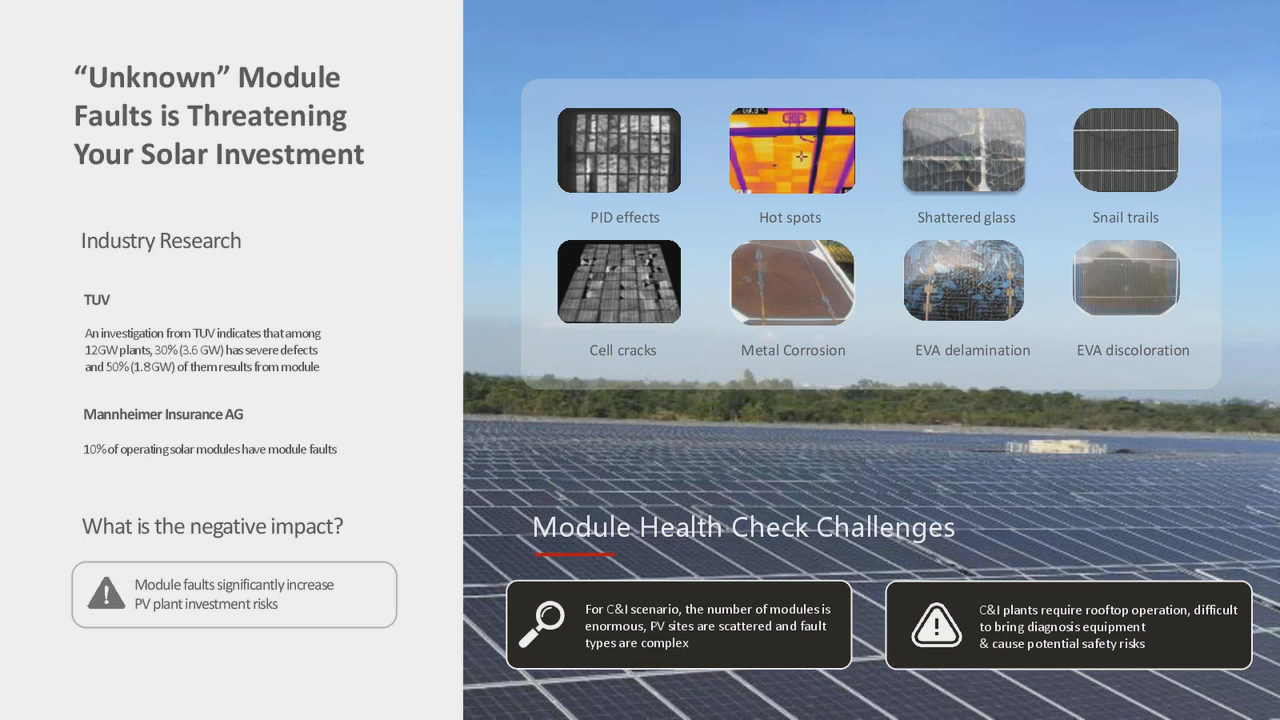 “Unknown” Module
Faults is Threatening
Your Solar Investment
Industry Research
TUV
An investigation from TUV indicates that among
12GW plants, 30% (3.6 GW) has severe defects
and 50% (1.8 GW) of them results from module
Mannheimer Insurance AG
10% of operating solar modules have module faults
What is the negative impact?
Module faults significantly increase
PV plant investment risks
PID effects
Hot spots
Shattered glass
Snail trails
Cell cracks
Metal Corrosion
EVA delamination
EVA discoloration
Module Health Check Challenges
For C&I scenario, the number of modules is
enormous, PV sites are scattered and fault
types are complex
C&I plants require rooftop operation, difficult
to bring diagnosis equipment
& cause potential safety risks